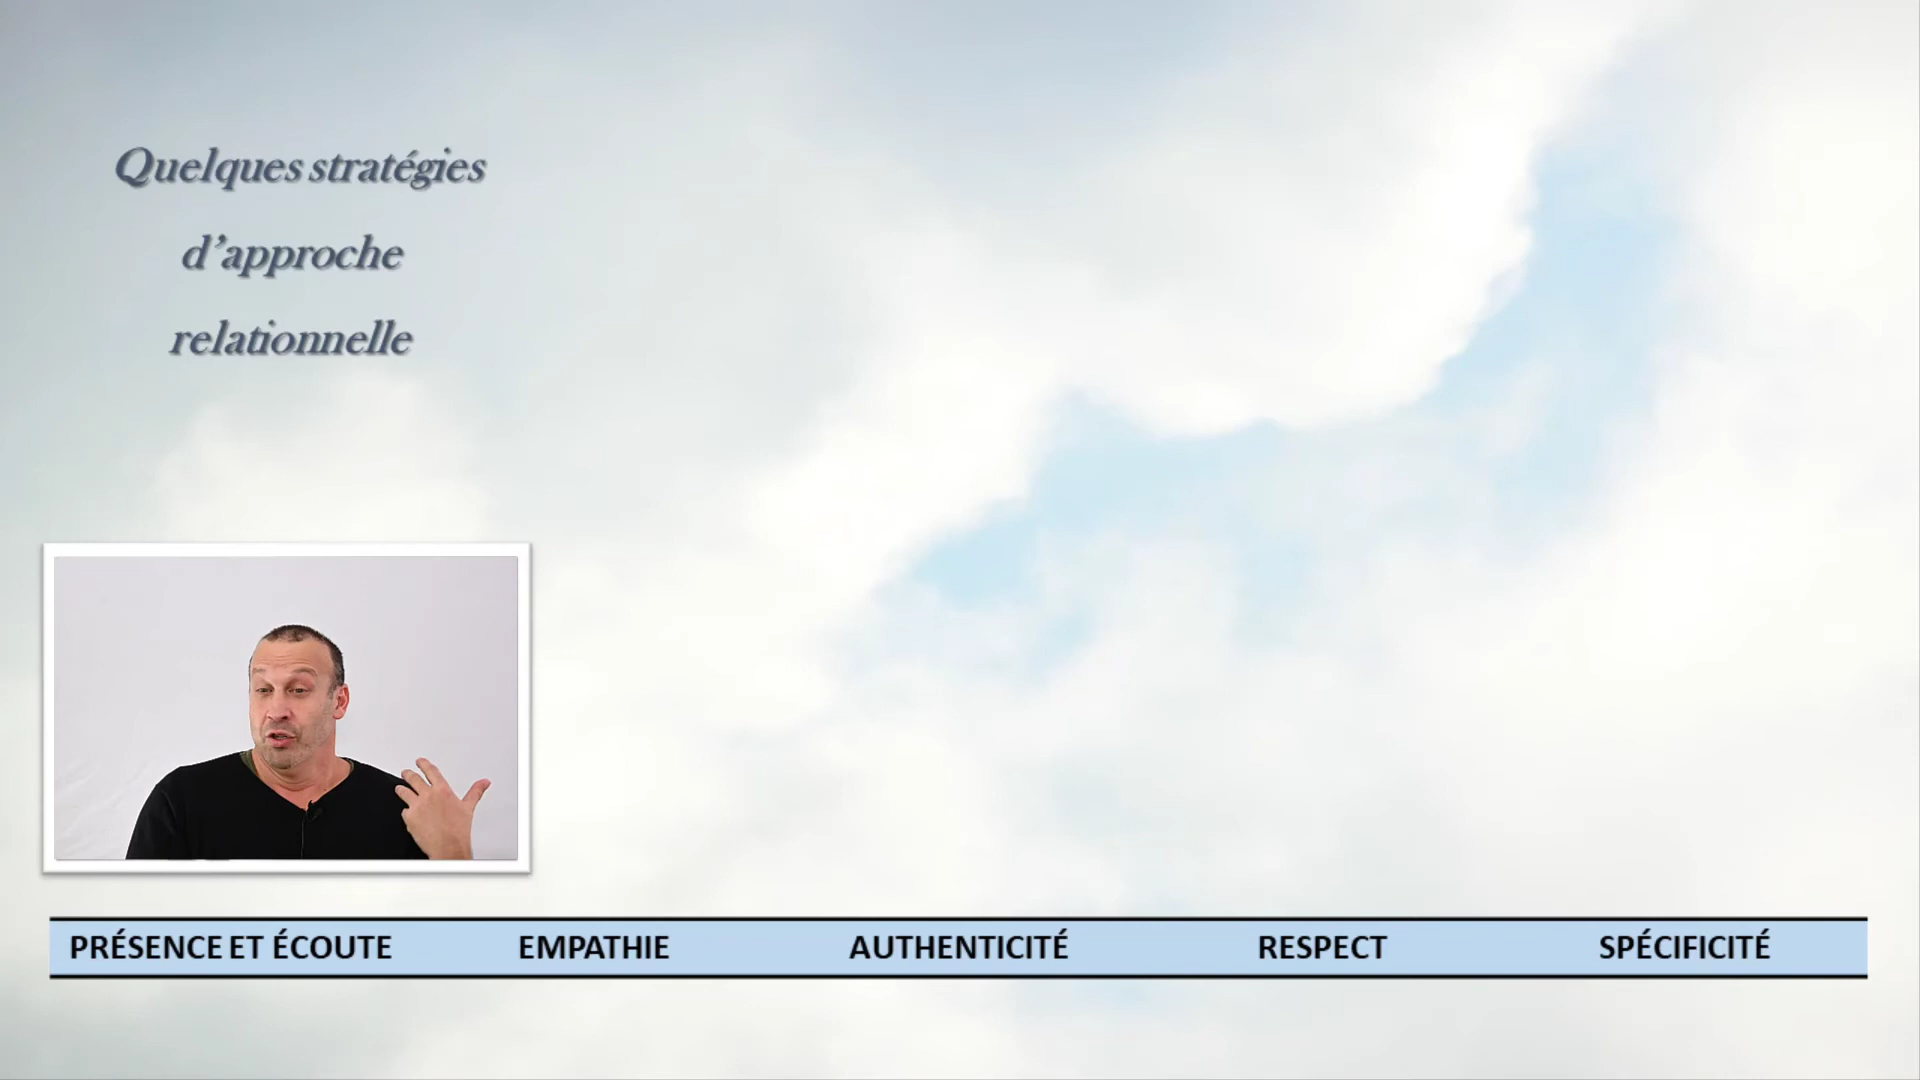 Quelques stratégies
d’approche
relationnelle
PRÉSENCE ET ÉCOUTE EMPATHIE AUTHENTICITÉ RESPECT SPÉCIFICITÉ